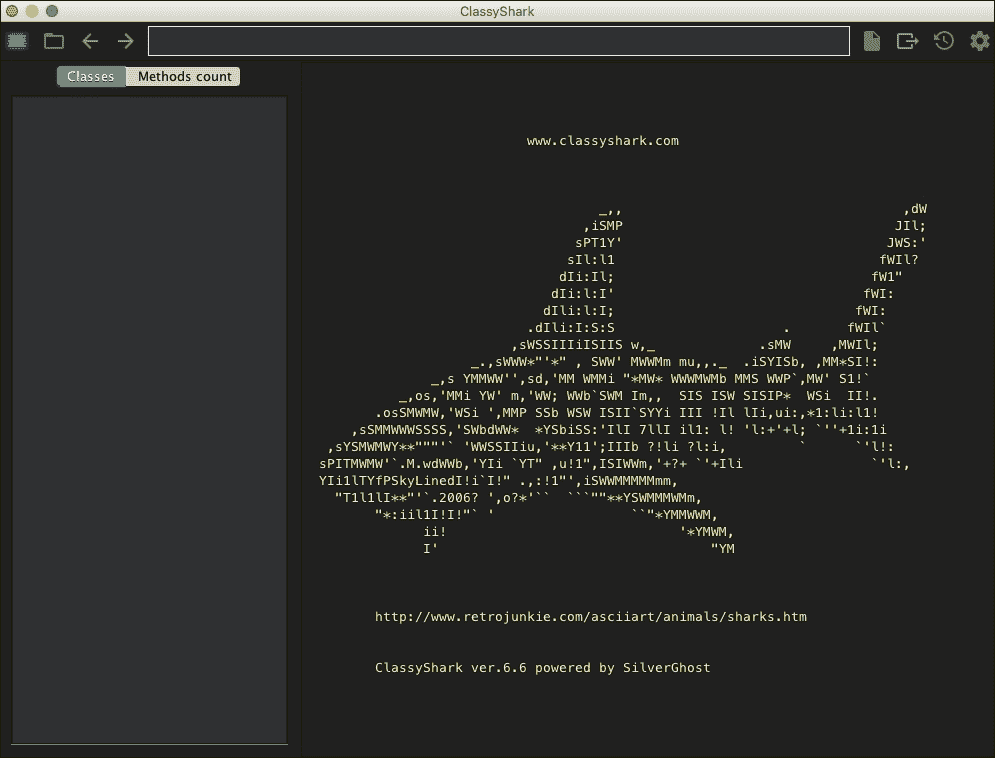 ClassyShark
Classes
Methods count
www.classyshark.com
_,,                                   ,dW
,iSMP                                  JIl;
sPT1Y'                                 JWS:'
sIl:l1                                 fWIl?
dIi:Il;                                fW1"
dIi:l:I'                               fWI:
dIli:l:I;                              fWI:
.dIli:I:S:S                     .       fWIl`
,sWSSIIIiISIIS w,_             .sMW     ,MWIl;
_.,sWWW*"'*" , SWW' MWWMm mu,,._  .iSYISb, ,MM*SI!:
_,s YMMWW'',sd,'MM WMMi "*MW* WWWMWMb MMS WWP`,MW' S1!`
_,os,'MMi YW' m,'WW; WWb`SWM Im,,  SIS ISW SISIP*  WSi  II!.
.osSMWMW,'WSi ',MMP SSb WSW ISII`SYYi III !Il lIi,ui:,*1:li:l1!
,sSMMWWWSSSS,'SWbdWW*  *YSbiSS:'IlI 7llI il1: l! 'l:+'+l; `''+1i:1i
,sYSMWMWY**"""'` 'WWSSIIiu,'**Y11';IIIb ?!li ?l:i,         `      `'l!:
sPITMWMW'`.M.wdWWb,'YIi `YT" ,u!1",ISIWWm,'+?+ `'+Ili                `'l:,
YIi1lTYfPSkyLinedI!i`I!" .,:!1"',iSWWMMMMMmm,
"T1l1lI**"'`.2006? ',o?*'``  ```""**YSWMMMWMm,
"*:iil1I!I!"` '                 ``"*YMMWWM,
ii!                             '*YMWM,
I'                                  "YM
http://www.retrojunkie.com/asciiart/animals/sharks.htm
ClassyShark ver.6.6 powered by SilverGhost